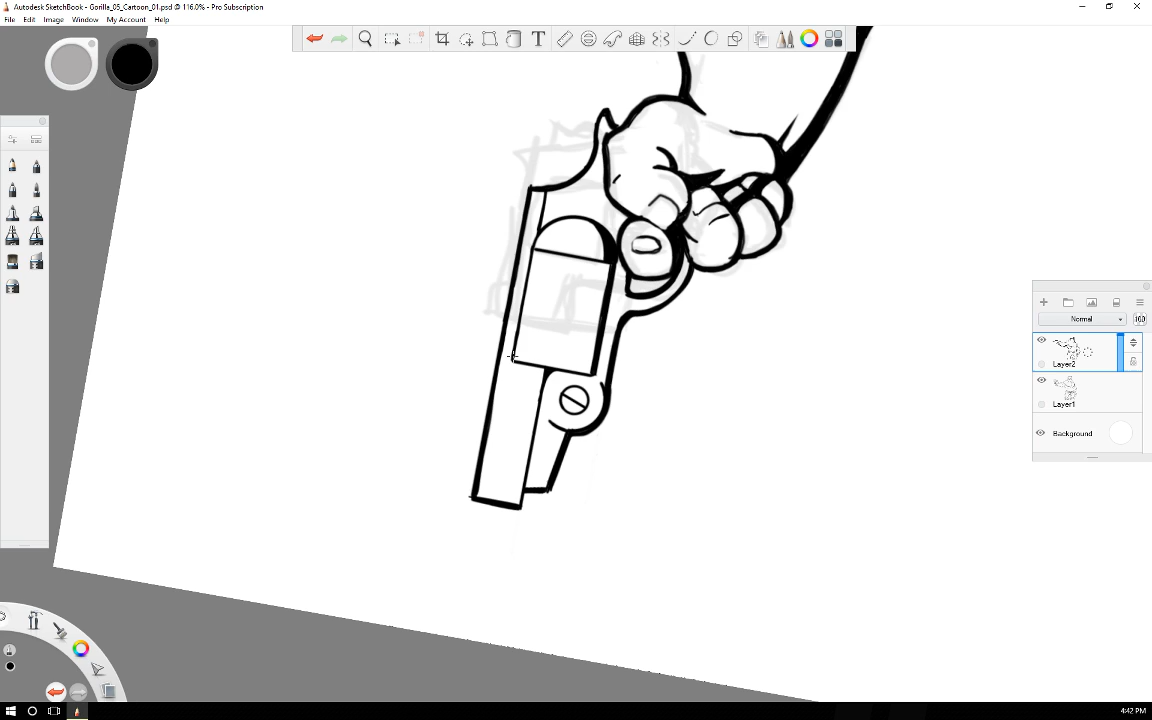 Autodesk SketchBook - Gorilla_05_Cartoon_01.psd @ 116.0% - Pro Subscription
File Edit Image Window My Account Help
T
Normal
100
Layer2
Layer1
Background
4:42 PM